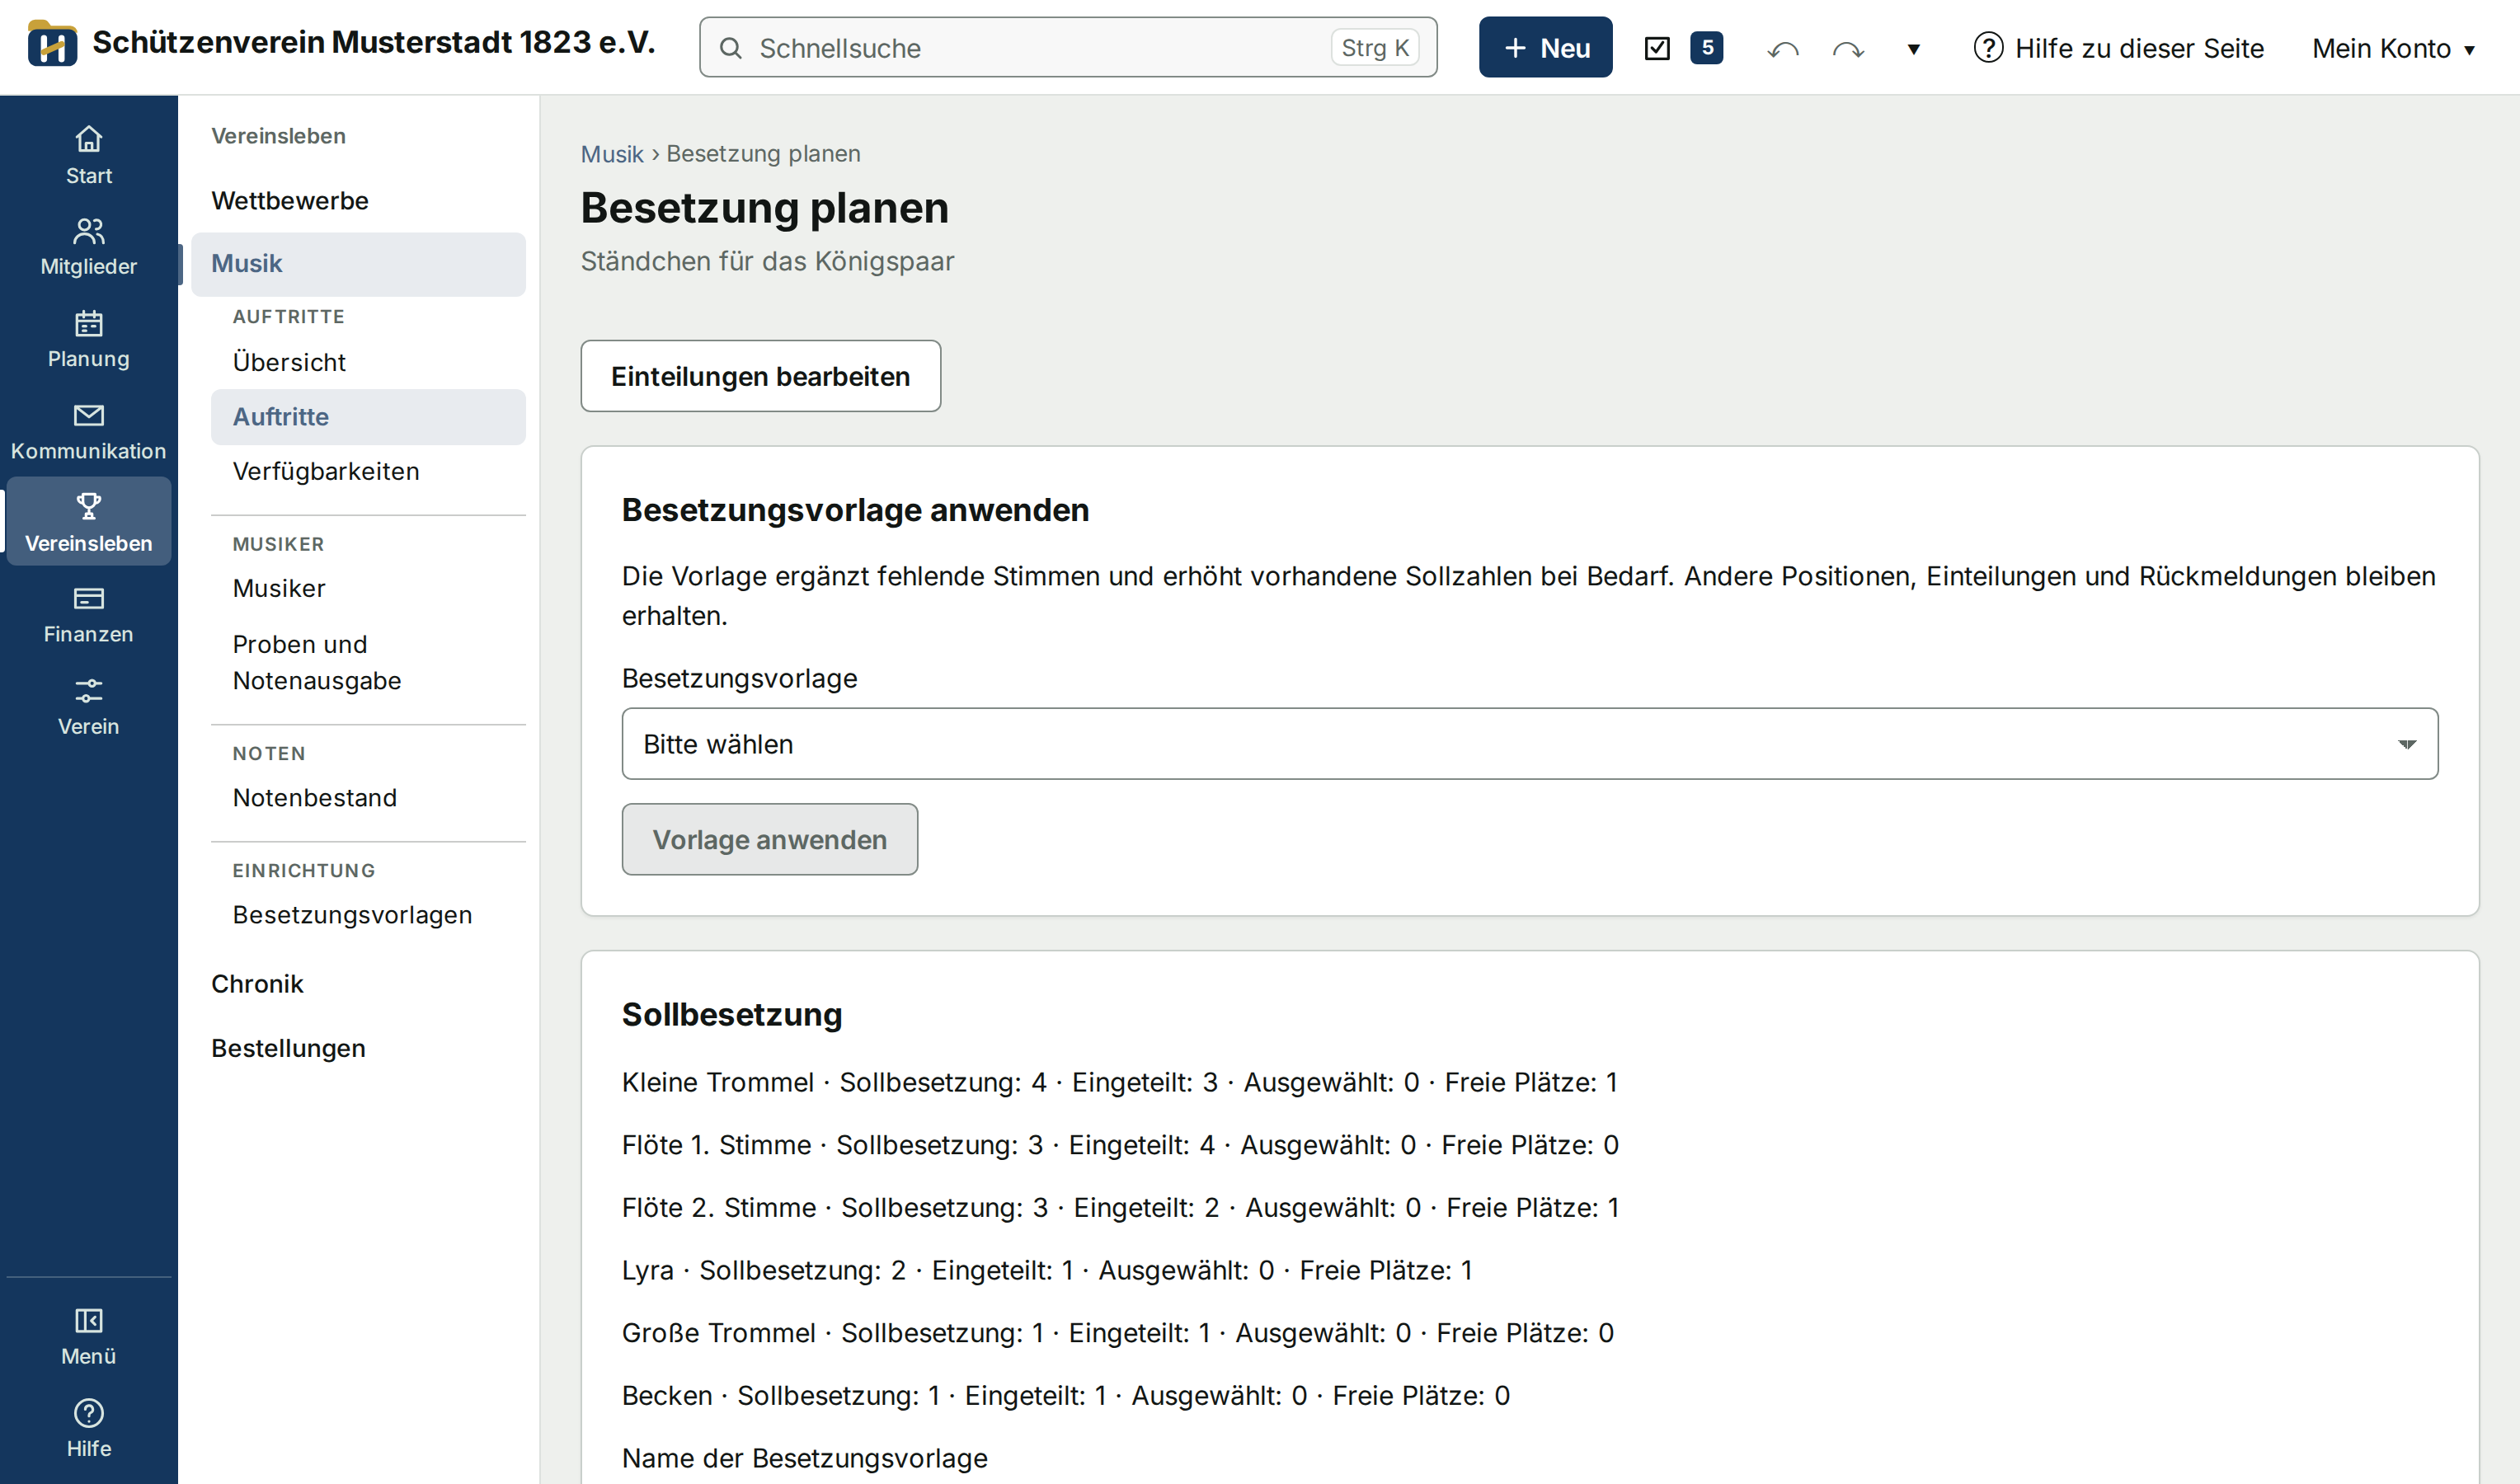 Schützenverein Musterstadt 1823 e.V.
Schnellsuche
Strg K
Neu
5
Hilfe zu dieser Seite
Mein Konto
Start
Mitglieder
Planung
Kommunikation
Vereinsleben
Finanzen
Verein
Menü
Hilfe
Vereinsleben
Wettbewerbe
Musik
AUFTRITTE
Übersicht
Auftritte
Verfügbarkeiten
MUSIKER
Musiker
Proben und
Notenausgabe
NOTEN
Notenbestand
EINRICHTUNG
Besetzungsvorlagen
Chronik
Bestellungen
Musik › Besetzung planen
Besetzung planen
Ständchen für das Königspaar
Einteilungen bearbeiten
Besetzungsvorlage anwenden
Die Vorlage ergänzt fehlende Stimmen und erhöht vorhandene Sollzahlen bei Bedarf. Andere Positionen, Einteilungen und Rückmeldungen bleiben
erhalten.
Besetzungsvorlage
Bitte wählen
Vorlage anwenden
Sollbesetzung
Kleine Trommel · Sollbesetzung: 4 · Eingeteilt: 3 · Ausgewählt: 0 · Freie Plätze: 1
Flöte 1. Stimme · Sollbesetzung: 3 · Eingeteilt: 4 · Ausgewählt: 0 · Freie Plätze: 0
Flöte 2. Stimme · Sollbesetzung: 3 · Eingeteilt: 2 · Ausgewählt: 0 · Freie Plätze: 1
Lyra · Sollbesetzung: 2 · Eingeteilt: 1 · Ausgewählt: 0 · Freie Plätze: 1
Große Trommel · Sollbesetzung: 1 · Eingeteilt: 1 · Ausgewählt: 0 · Freie Plätze: 0
Becken · Sollbesetzung: 1 · Eingeteilt: 1 · Ausgewählt: 0 · Freie Plätze: 0
Name der Besetzungsvorlage